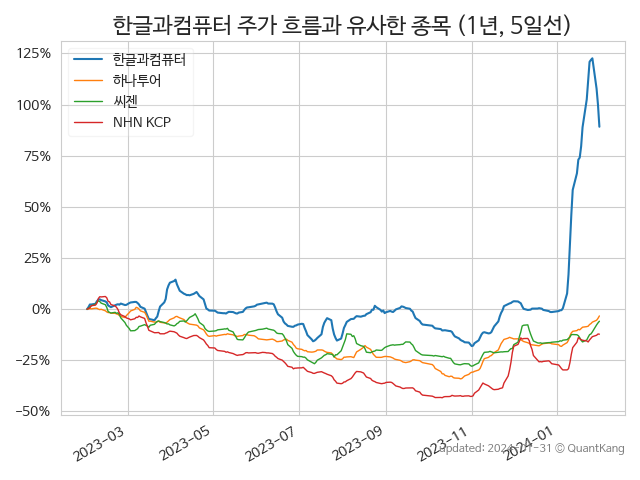 한글과컴퓨터 주가 흐름과 유사한 종목 (1년, 5일선)
한글과컴퓨터
하나투어
씨젠
NHN KCP
125%
100%
75%
50%
25%
0%
−25%
−50%
2023-03
2023-05
2023-07
2023-09
2023-11
2024-01
updated: 2024-01-31 © QuantKang